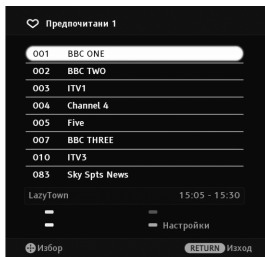 Предпочитани 1
001 BBC ONE
002 BBC TWO
003 ITV1
004 Channel 4
005 Five
007 BBC THREE
010 ITV3
083 Sky Spts News
LazyTown 15:05 - 15:30
Настройки
Избор RETURN Изход